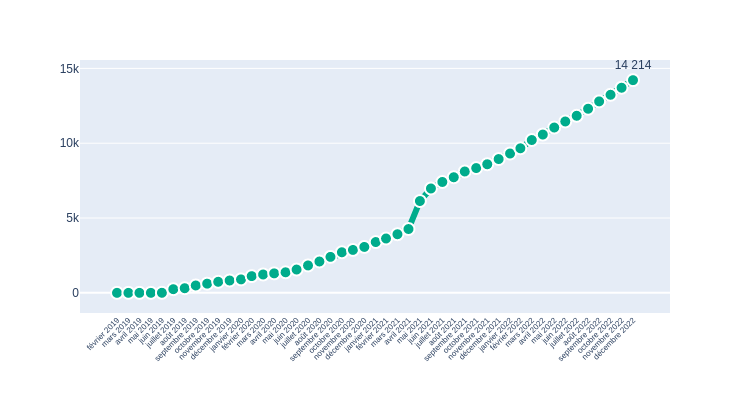 14 214
15k
10k
5k
0
février 2019
mars 2019
avril 2019
mai 2019
juin 2019
juillet 2019
août 2019
septembre 2019
octobre 2019
novembre 2019
décembre 2019
janvier 2020
février 2020
mars 2020
avril 2020
mai 2020
juin 2020
juillet 2020
août 2020
septembre 2020
octobre 2020
novembre 2020
décembre 2020
janvier 2021
février 2021
mars 2021
avril 2021
mai 2021
juin 2021
juillet 2021
août 2021
septembre 2021
octobre 2021
novembre 2021
décembre 2021
janvier 2022
février 2022
mars 2022
avril 2022
mai 2022
juin 2022
juillet 2022
août 2022
septembre 2022
octobre 2022
novembre 2022
décembre 2022